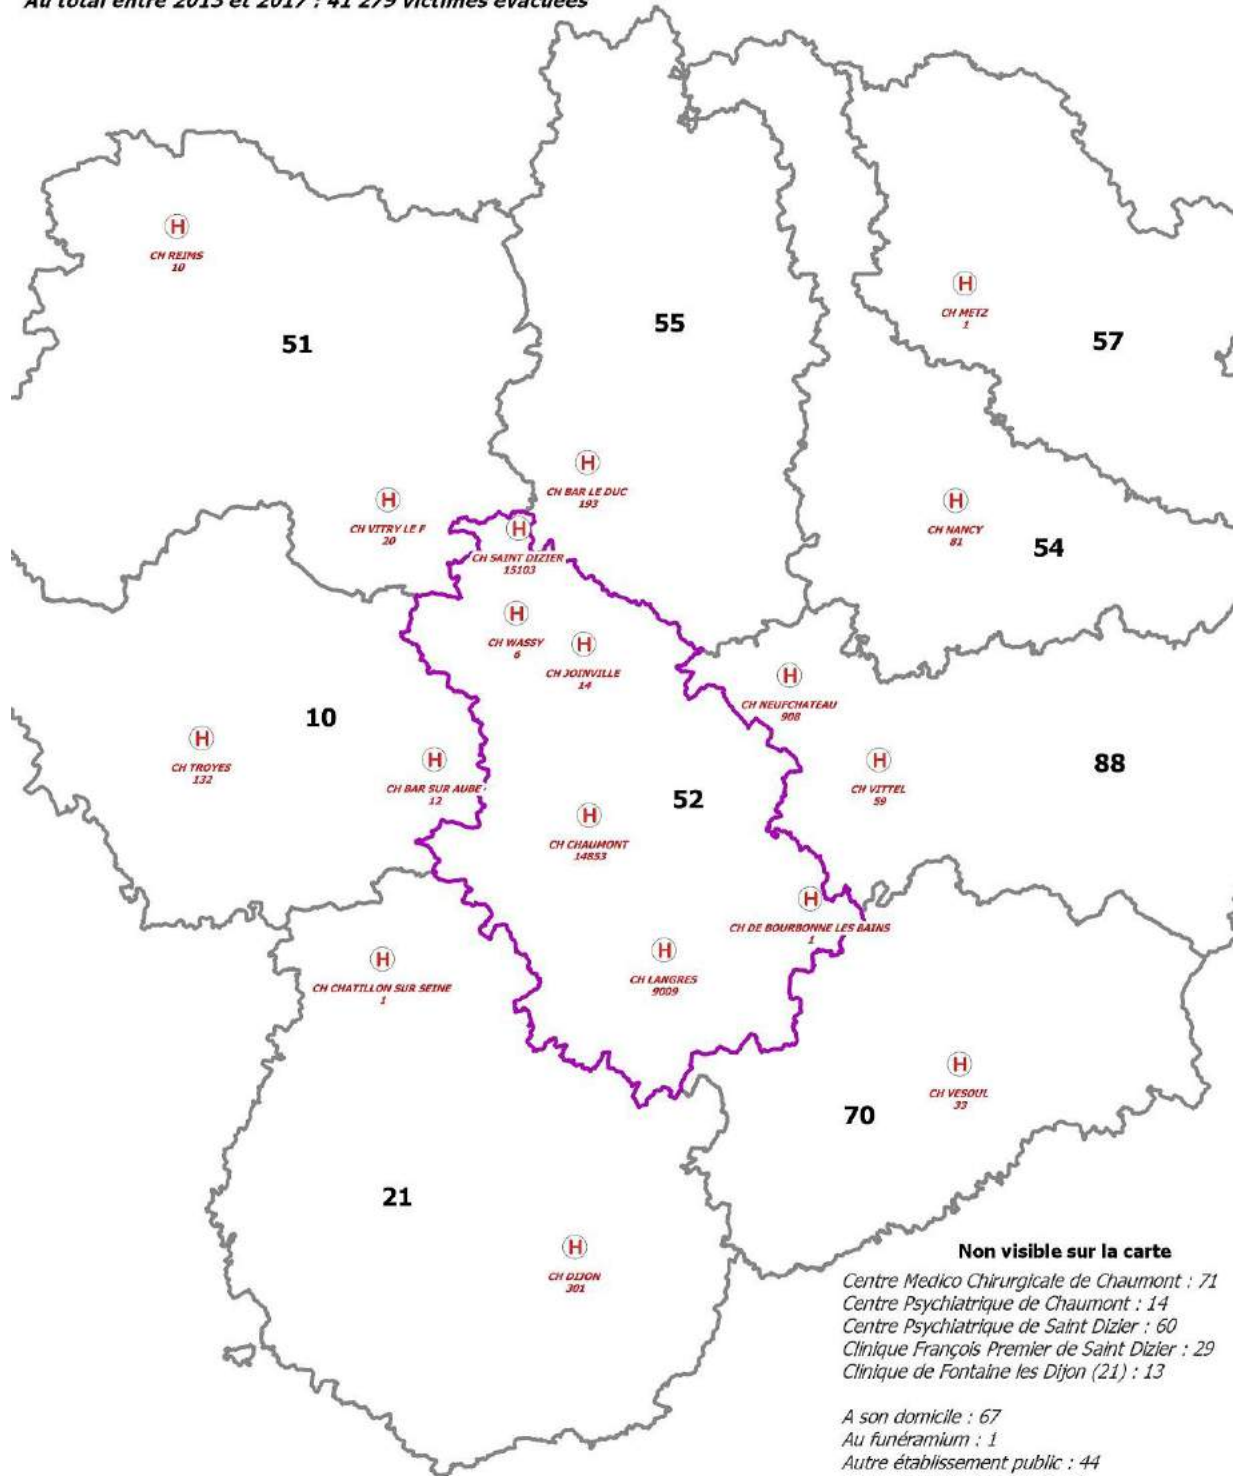 Au total entre 2013 et 2017 : 41 279 victimes évacuées
CH REIMS
10
51
55
CH METZ
1
57
CH BAR LE DUC
193
CH VITRY LE F
20
CH SAINT DIZIER
15103
CH NANCY
81
54
CH WASSY
6
CH JOINVILLE
14
CH NEUFCHATEAU
908
10
CH TROYES
132
CH BAR SUR AUBE
12
52
CH VITTEL
59
88
CH CHAUMONT
14853
CH DE BOURBONNE LES BAINS
1
CH LANGRES
9009
CH CHATILLON SUR SEINE
1
CH VESOUL
33
70
21
CH DIJON
301
Non visible sur la carte
Centre Medico Chirurgicale de Chaumont : 71
Centre Psychiatrique de Chaumont : 14
Centre Psychiatrique de Saint Dizier : 60
Clinique François Premier de Saint Dizier : 29
Clinique de Fontaine les Dijon (21) : 13
A son domicile : 67
Au funéramium : 1
Autre établissement public : 44